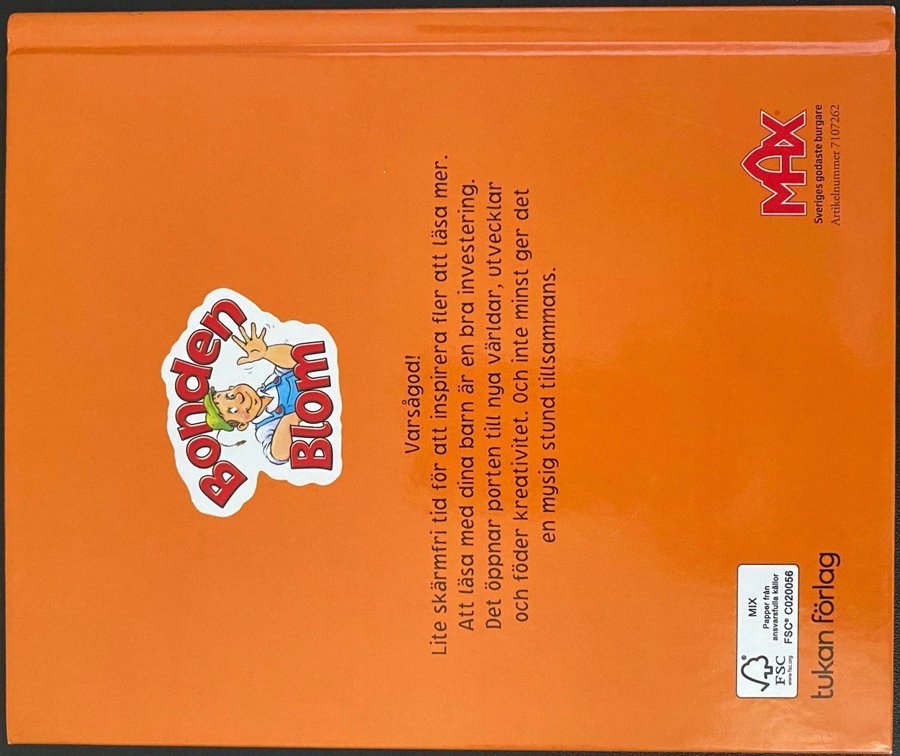 Bonden
Blom
Varsågod!
Lite skärmfri tid för att inspirera fler att läsa mer.
Att läsa med dina barn är en bra investering.
Det öppnar porten till nya världar, utvecklar
och föder kreativitet. Och inte minst ger det
en mysig stund tillsammans.
FSC
www.fsc.org
MIX
Papper från
ansvarsfulla källor
FSC® C020056
tukan förlag
MAX®
Sveriges godaste burgare
Artikelnummer 7107262